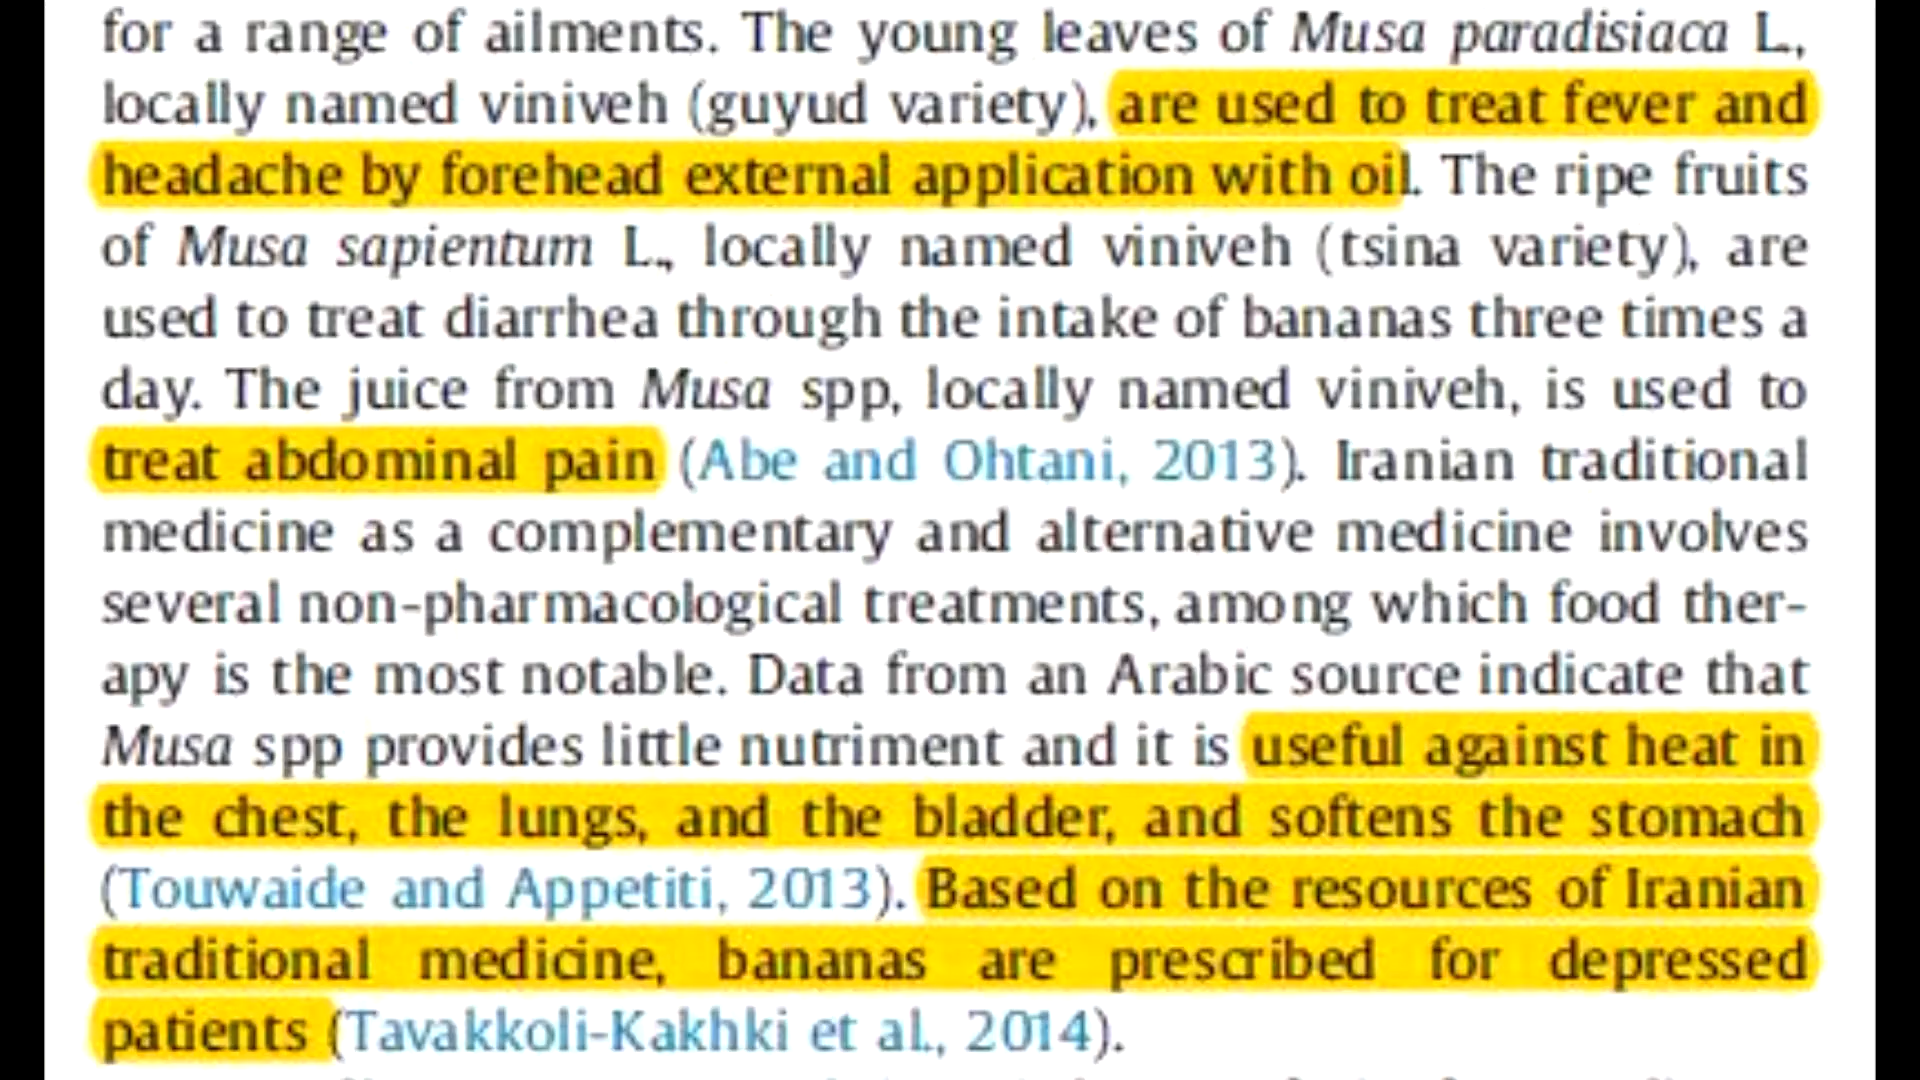 for a range of ailments. The young leaves of Musa paradisiaca L.,
locally named viniveh (guyud variety), are used to treat fever and
headache by forehead external application with oil. The ripe fruits
of Musa sapientum L., locally named viniveh (tsina variety), are
used to treat diarrhea through the intake of bananas three times a
day. The juice from Musa spp, locally named viniveh, is used to
treat abdominal pain (Abe and Ohtani, 2013). Iranian traditional
medicine as a complementary and alternative medicine involves
several non-pharmacological treatments, among which food ther-
apy is the most notable. Data from an Arabic source indicate that
Musa spp provides little nutriment and it is useful against heat in
the chest, the lungs, and the bladder, and softens the stomach
(Touwaide and Appetiti, 2013). Based on the resources of Iranian
traditional medicine, bananas are prescribed for depressed
patients (Tavakkoli-Kakhki et al., 2014).